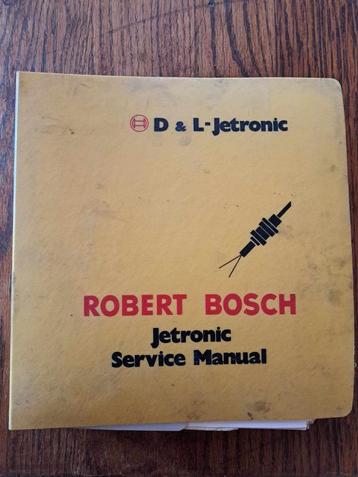 D & L-Jetronic
ROBERT BOSCH
Jetronic
Service Manual